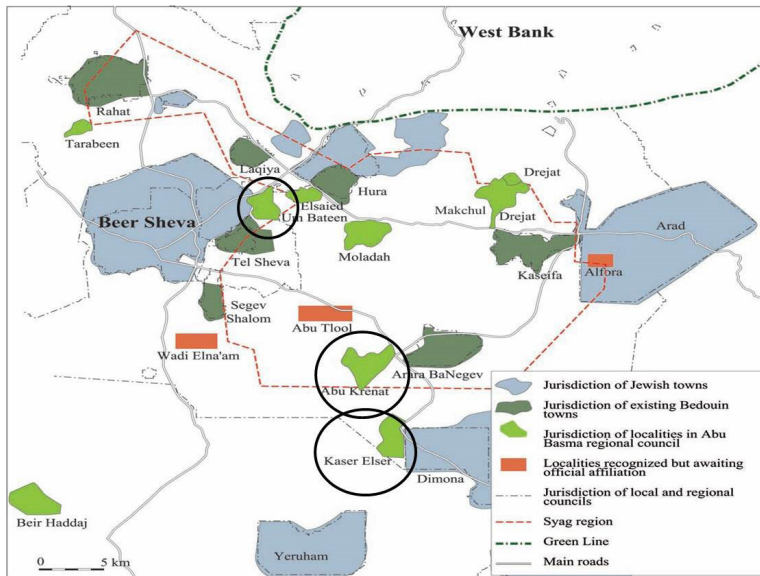 West Bank
Rahat
Tarabeen
Laqiya
Hura
Drejat
Elsaied
Um Bateen
Makchul
Drejat
Beer Sheva
Arad
Moladah
Tel Sheva
Kaseifa
Alfora
Segev
Shalom
Abu Tlool
Wadi Elna'am
Arara BaNegev
Abu Krenat
Kaser Elser
Dimona
Beir Haddaj
Yeruham
0 5 km
Jurisdiction of Jewish towns
Jurisdiction of existing Bedouin
towns
Jurisdiction of localities in Abu
Basma regional council
Localities recognized but awaiting
official affiliation
Jurisdiction of local and regional
councils
Syag region
Green Line
Main roads